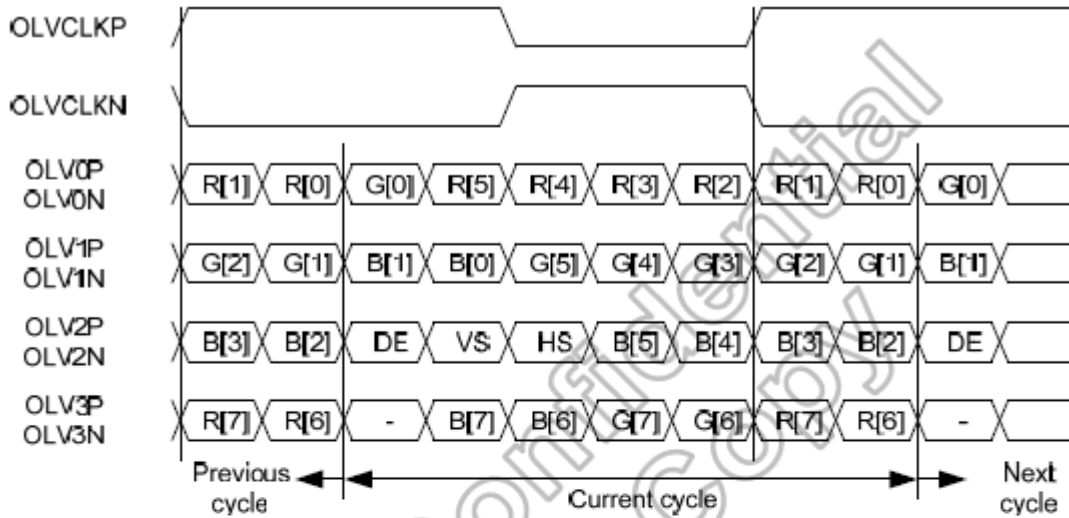 OLVCLKP
OLVCLKN
OLV0P
OLV0N
R[1] R[0] G[0] R[5] R[4] R[3] R[2] R[1] R[0] G[0]
OLV1P
OLV1N
G[2] G[1] B[1] B[0] G[5] G[4] G[3] G[2] G[1] B[1]
OLV2P
OLV2N
B[3] B[2] DE VS HS B[5] B[4] B[3] B[2] DE
OLV3P
OLV3N
R[7] R[6] - B[7] B[6] G[7] G[6] R[7] R[6] -
Previous
cycle
Current cycle
Next
cycle
onfidential
Copy